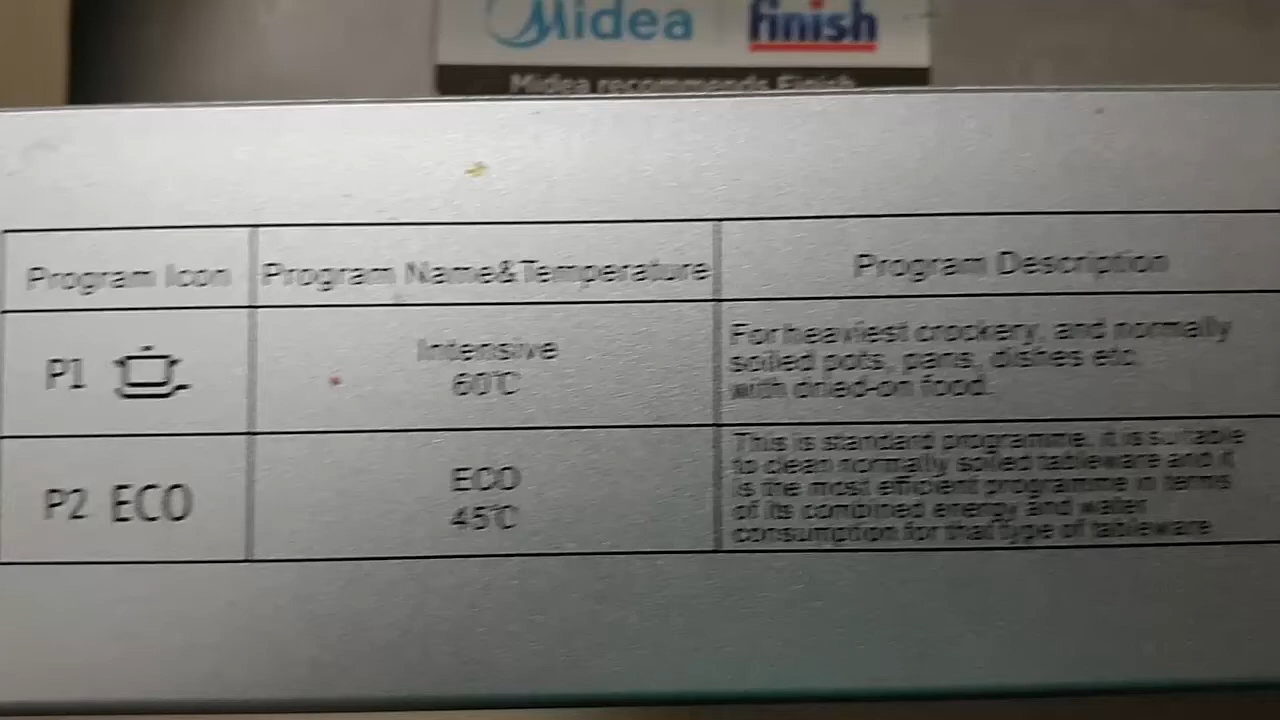 Midea finish
Midea recommends Finish
Program Icon Program Name&Temperature Program Description
P1 Intensive 60℃ For heaviest crockery, and normally
soiled pots, pans, dishes etc
with dried-on food.
P2 ECO ECO 45℃ This is standard programme, it is suitable
to clean normally soiled tableware and it
is the most efficient programme in terms
of its combined energy and water
consumption for that type of tableware